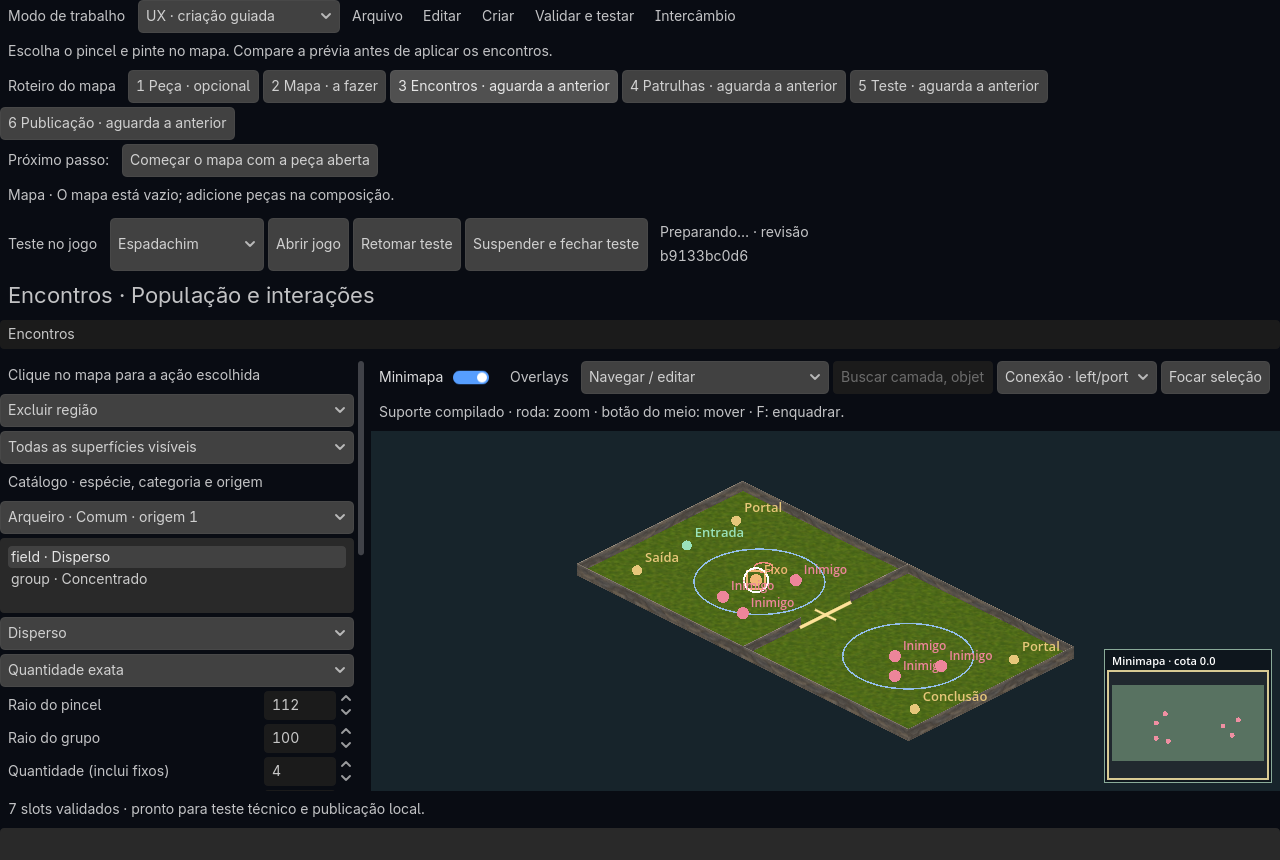 Modo de trabalho UX · criação guiada Arquivo Editar Criar Validar e testar Intercâmbio
Escolha o pincel e pinte no mapa. Compare a prévia antes de aplicar os encontros.
Roteiro do mapa 1 Peça · opcional 2 Mapa · a fazer 3 Encontros · aguarda a anterior 4 Patrulhas · aguarda a anterior 5 Teste · aguarda a anterior
6 Publicação · aguarda a anterior
Próximo passo: Começar o mapa com a peça aberta
Mapa · O mapa está vazio; adicione peças na composição.
Teste no jogo Espadachim Abrir jogo Retomar teste Suspender e fechar teste Preparando... · revisão
b9133bc0d6
Encontros · População e interações
Encontros
Clique no mapa para a ação escolhida
Excluir região
Todas as superfícies visíveis
Catálogo · espécie, categoria e origem
Arqueiro · Comum · origem 1
field · Disperso
group · Concentrado
Disperso
Quantidade exata
Raio do pincel 112
Raio do grupo 100
Quantidade (inclui fixos) 4
Minimapa Overlays Navegar / editar Buscar camada, objet Conexão · left/port Focar seleção
Suporte compilado · roda: zoom · botão do meio: mover · F: enquadrar.
Portal
Entrada
Saída
Fixo Inimigo
Inimigo
Inimigo
Inimigo
Inimigo
Inimigo
Portal
Conclusão
Minimapa · cota 0.0
7 slots validados · pronto para teste técnico e publicação local.